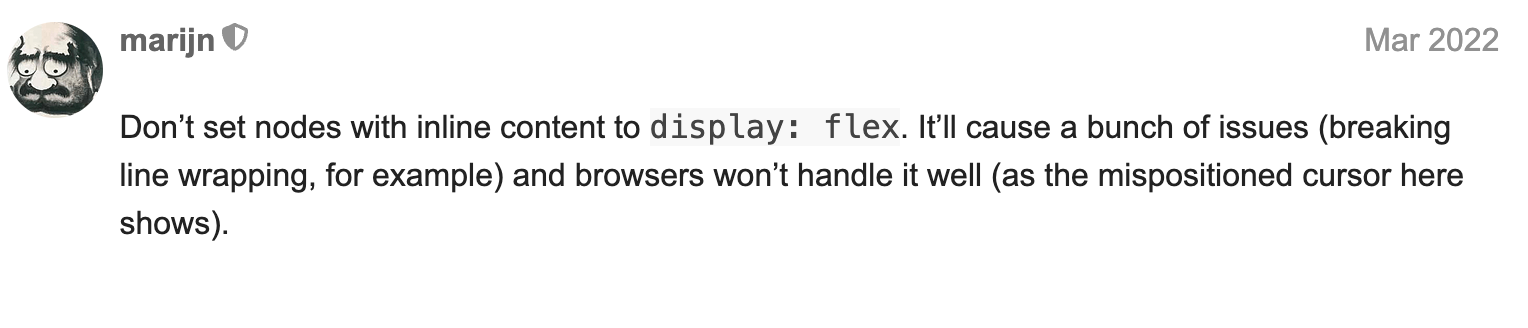 marijn
Mar 2022
Don’t set nodes with inline content to display: flex. It’ll cause a bunch of issues (breaking
line wrapping, for example) and browsers won’t handle it well (as the mispositioned cursor here
shows).